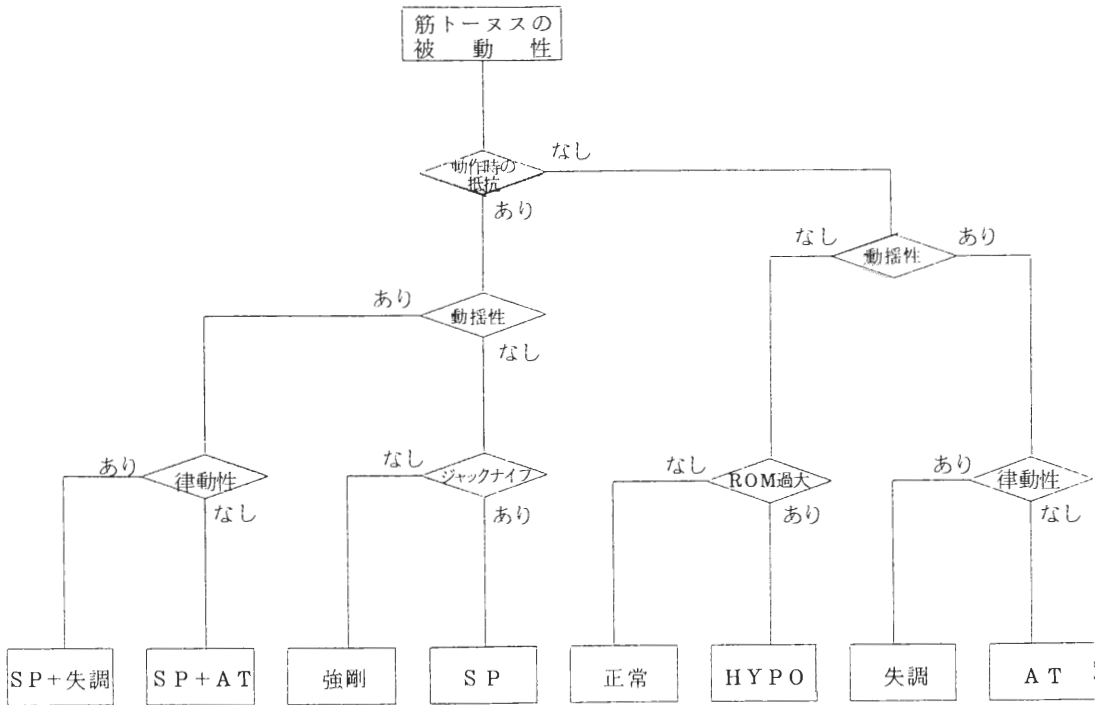 筋トーヌスの
被動性
動作時の
抵抗
なし
あり
なし
動揺性
あり
あり
動揺性
なし
あり
律動性
なし
なし
ジャックナイフ
あり
なし
ROM過大
あり
あり
律動性
なし
SP+失調
SP+AT
強剛
SP
正常
HYPO
失調
AT